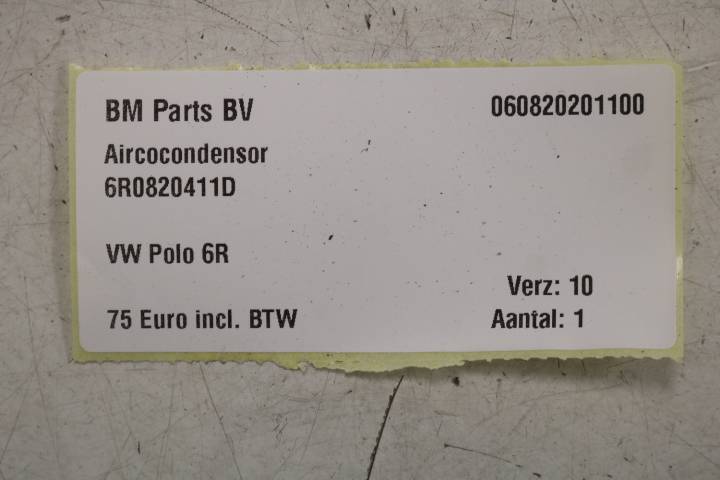 BM Parts BV 060820201100
Aircocondensor
6R0820411D
VW Polo 6R
Verz: 10
75 Euro incl. BTW Aantal: 1